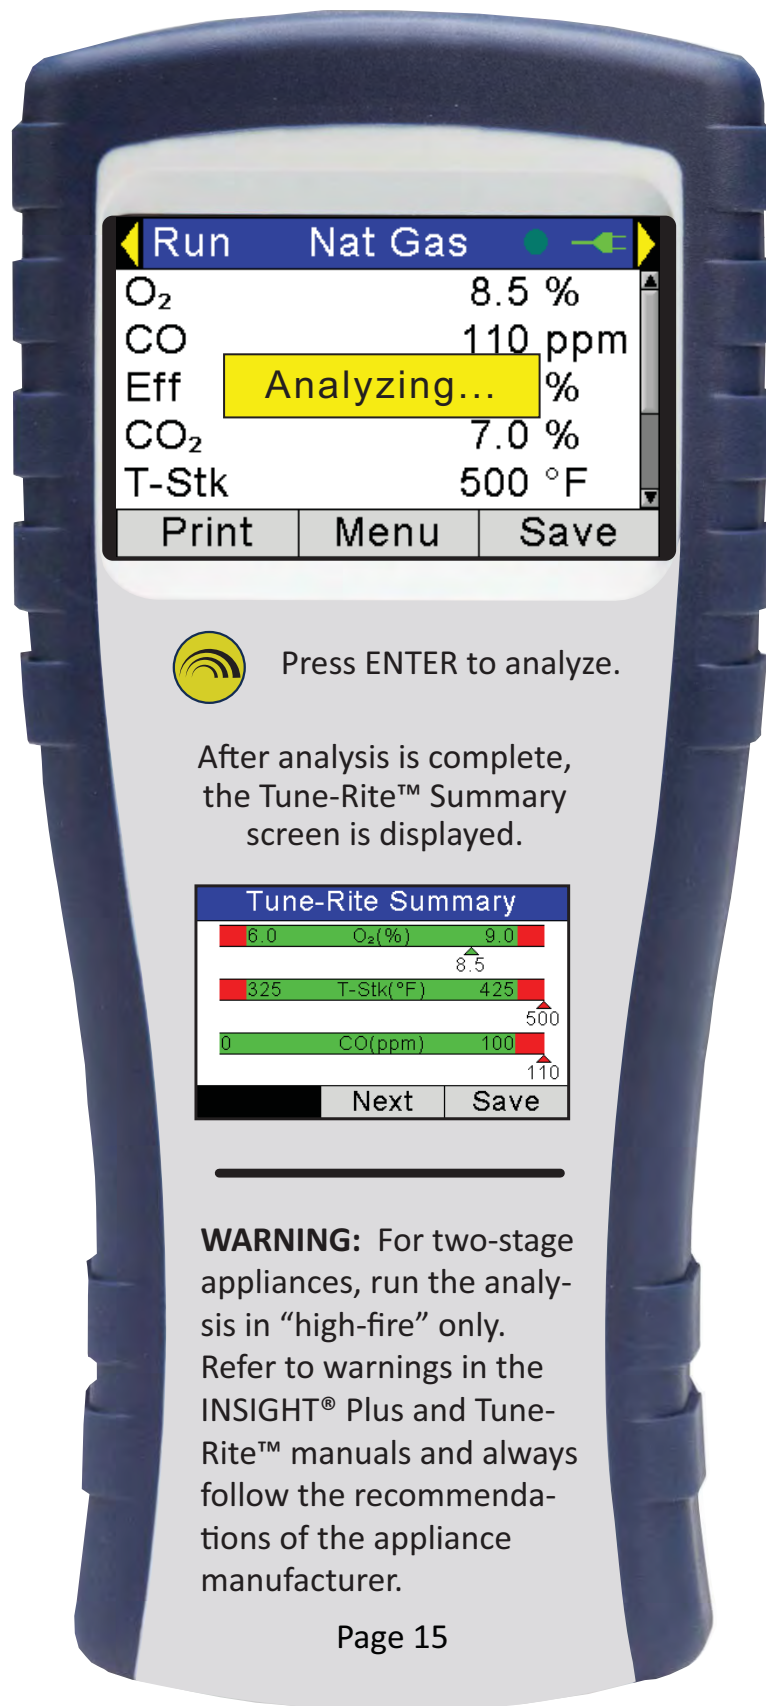 Run Nat Gas
O₂ 8.5 %
CO 110 ppm
Analyzing...
Eff %
CO₂ 7.0 %
T-Stk 500 °F
Print Menu Save
Press ENTER to analyze.
After analysis is complete,
the Tune-Rite™ Summary
screen is displayed.
Tune-Rite Summary
6.0 O₂(%) 9.0
8.5
325 T-Stk(°F) 425
500
0 CO(ppm) 100
110
Next Save
WARNING: For two-stage
appliances, run the analy-
sis in “high-fire” only.
Refer to warnings in the
INSIGHT® Plus and Tune-
Rite™ manuals and always
follow the recommenda-
tions of the appliance
manufacturer.
Page 15